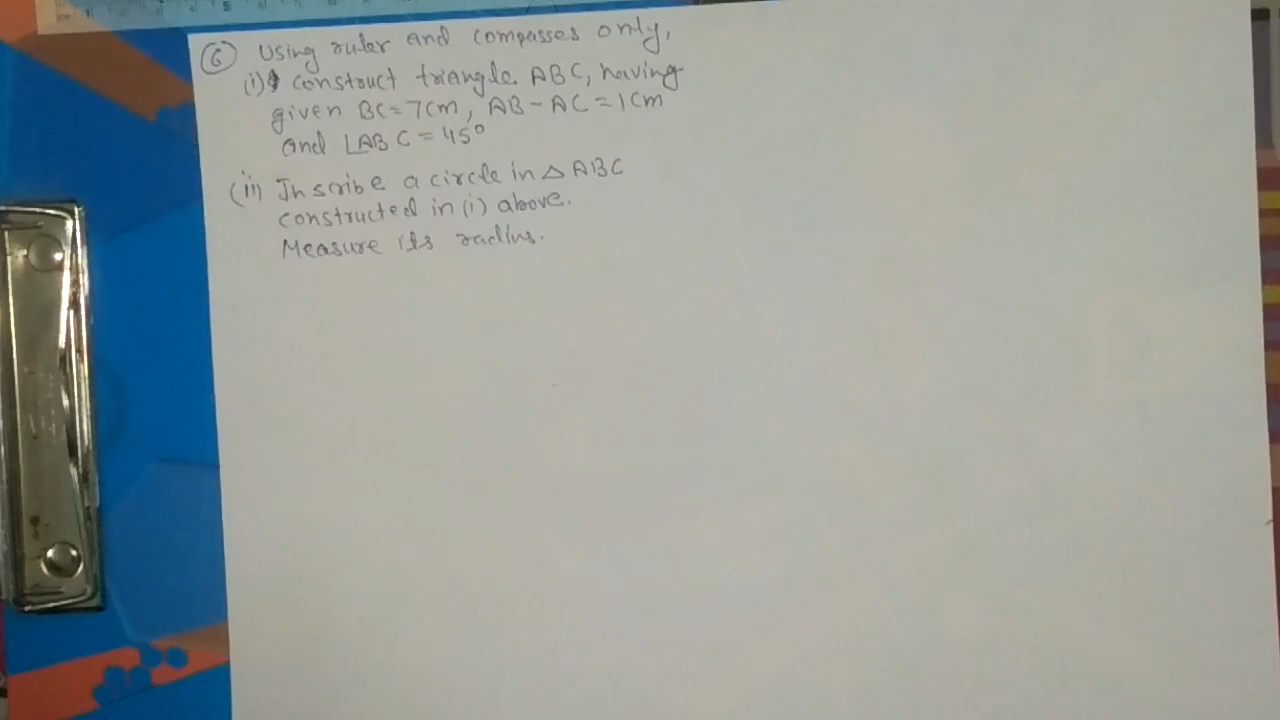 (6) Using ruler and compasses only,
(i) construct triangle ABC, having
given BC = 7cm, AB - AC = 1cm
and ∠ABC = 45°
(ii) Inscribe a circle in △ABC
constructed in (i) above.
Measure its radius.
5